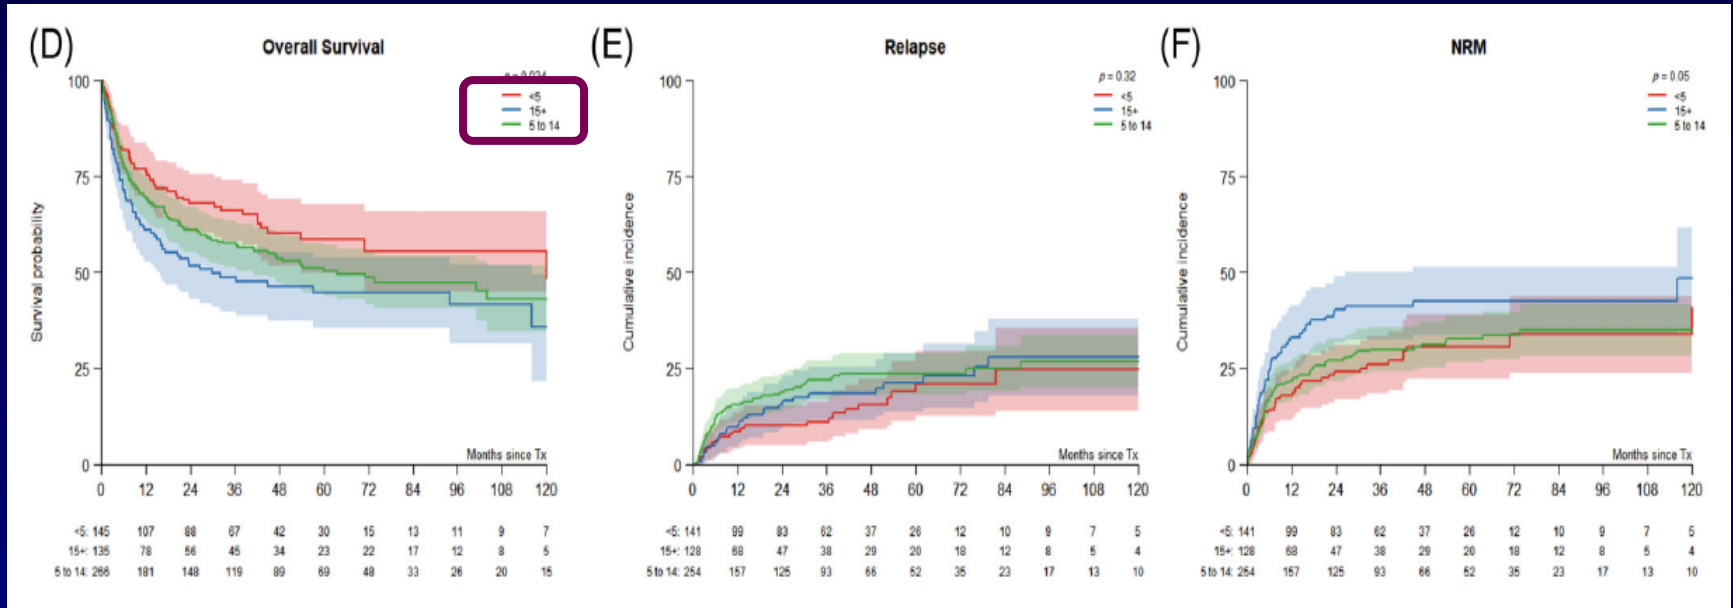 (D)
Overall Survival
p = 0.034
<5
15+
5 to 14
Survival probability
100
75
50
25
0
Months since Tx
0 12 24 36 48 60 72 84 96 108 120
<5: 145 107 88 67 42 30 15 13 11 9 7
15+: 135 78 56 45 34 23 22 17 12 8 5
5 to 14: 266 181 148 119 89 69 48 33 26 20 15
(E)
Relapse
p = 0.32
<5
15+
5 to 14
Cumulative incidence
100
75
50
25
0
Months since Tx
0 12 24 36 48 60 72 84 96 108 120
<5: 141 99 83 62 37 26 12 10 9 7 5
15+: 128 68 47 38 29 20 18 12 8 5 4
5 to 14: 254 157 125 93 66 52 35 23 17 13 10
(F)
NRM
p = 0.05
<5
15+
5 to 14
Cumulative incidence
100
75
50
25
0
Months since Tx
0 12 24 36 48 60 72 84 96 108 120
<5: 141 99 83 62 37 26 12 10 9 7 5
15+: 128 68 47 38 29 20 18 12 8 5 4
5 to 14: 254 157 125 93 66 52 35 23 17 13 10